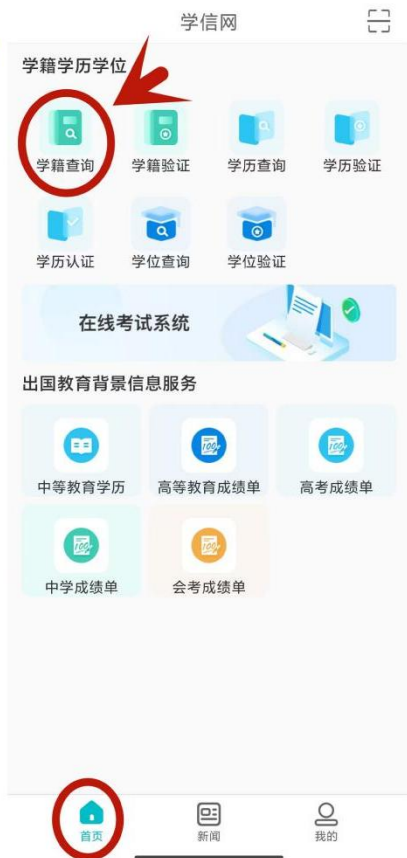 学信网
学籍学历学位
学籍查询 学籍验证 学历查询 学历验证
学历认证 学位查询 学位验证
在线考试系统
出国教育背景信息服务
中等教育学历 高等教育成绩单 高考成绩单
中学成绩单 会考成绩单
首页 新闻 我的